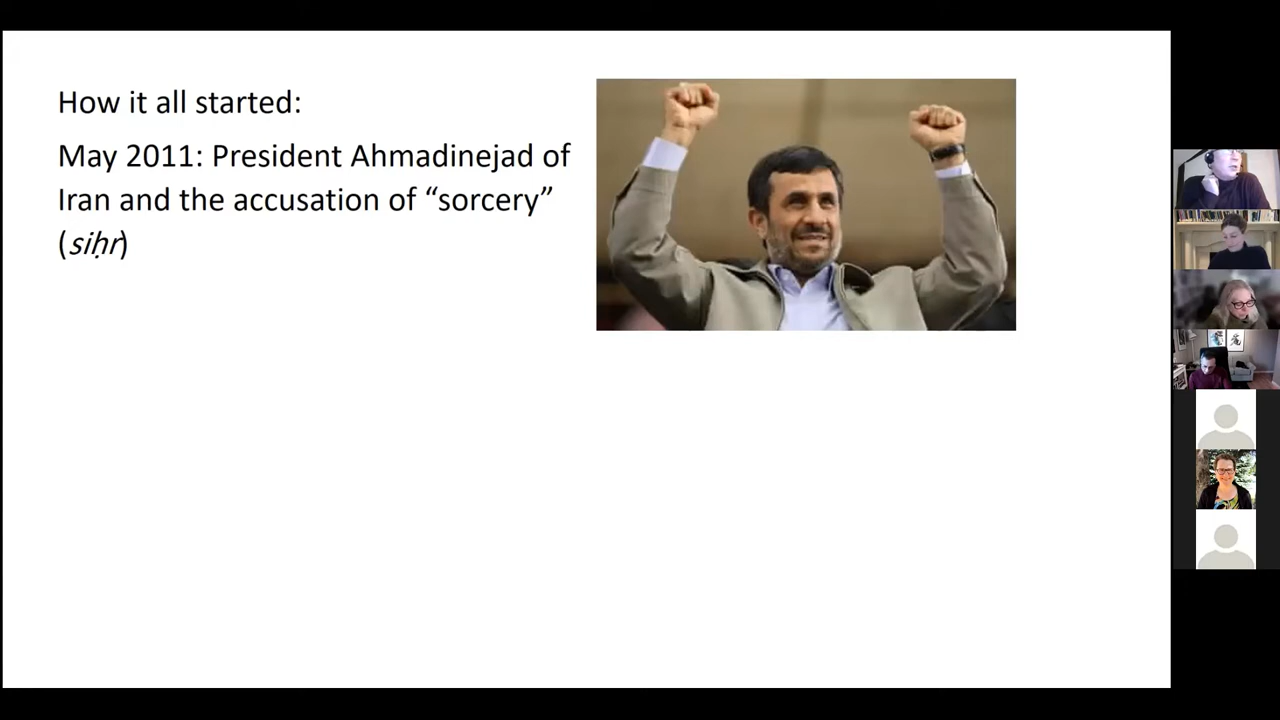 How it all started:
May 2011: President Ahmadinejad of
Iran and the accusation of “sorcery”
(siḥr)